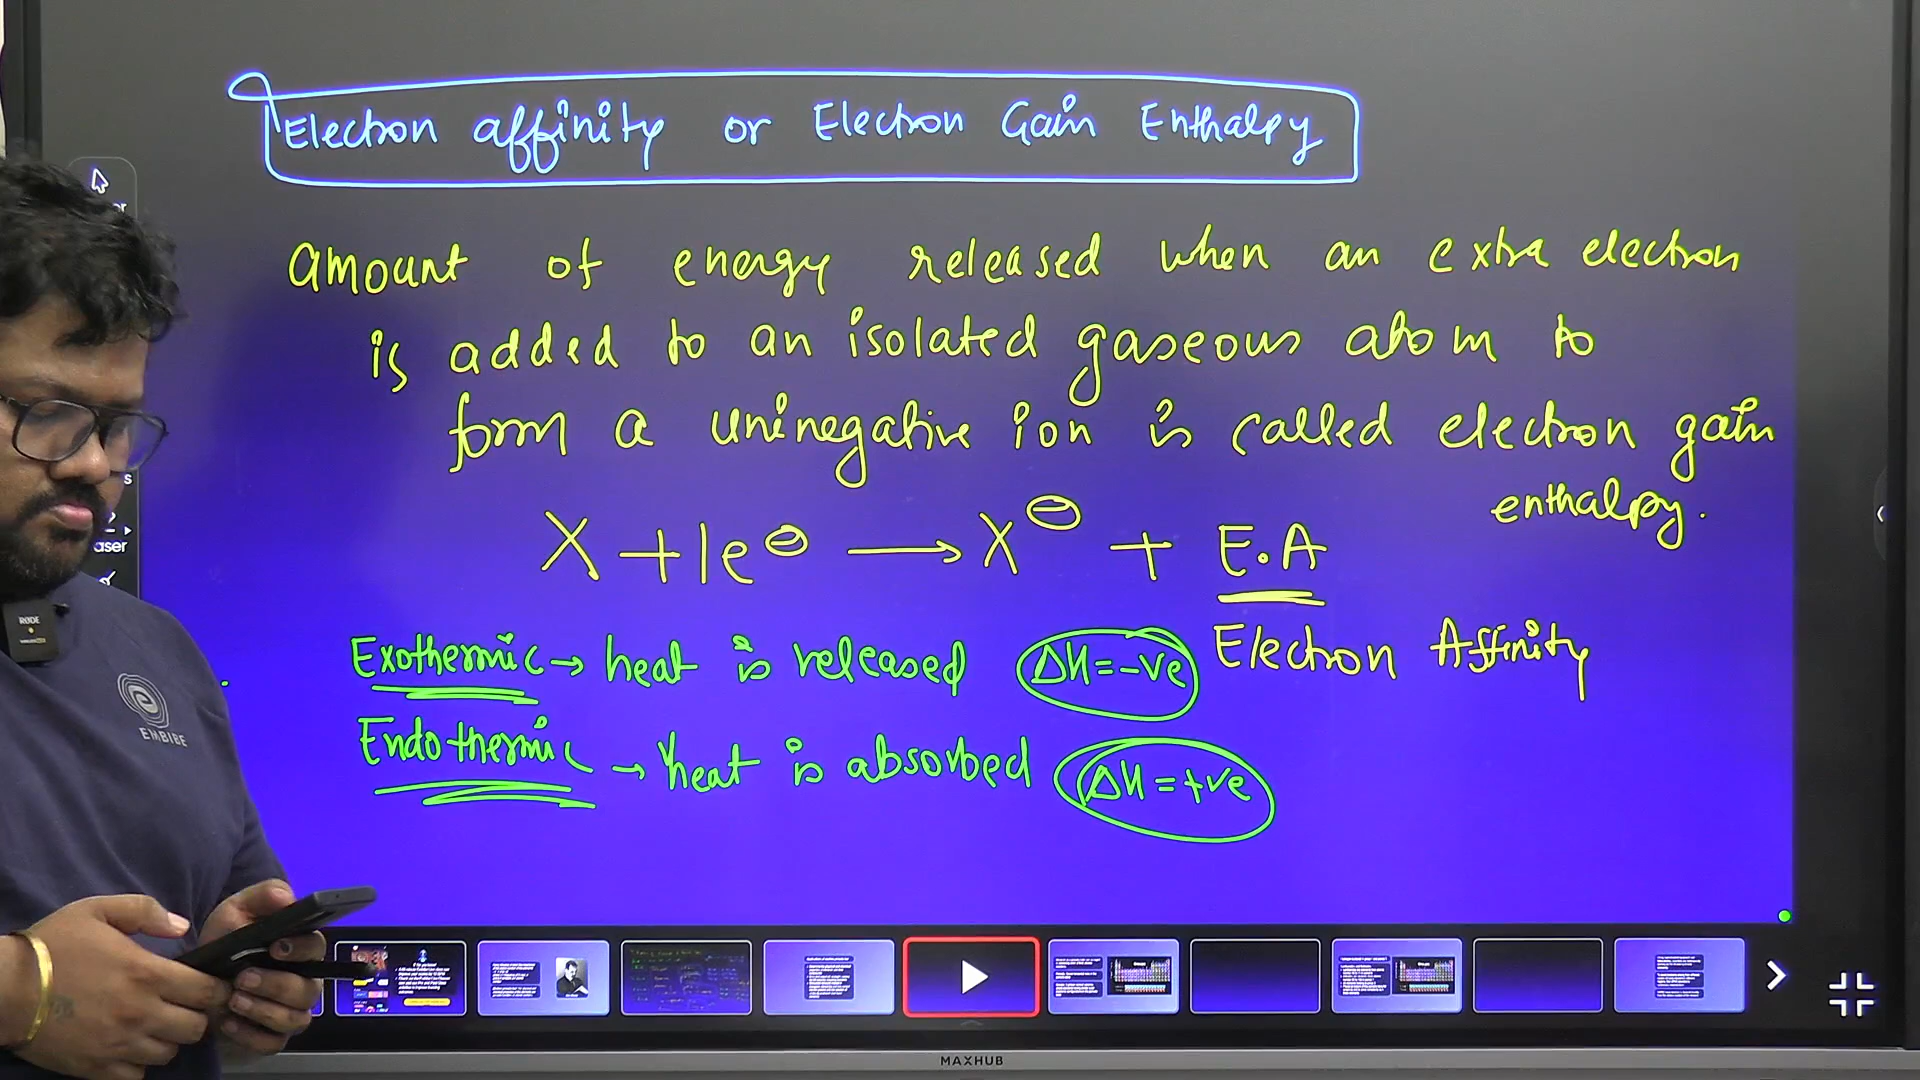 Electron affinity or Electron Gain Enthalpy
amount of energy released when an extra electron
is added to an isolated gaseous atom to
form a uninegative ion is called electron gain
enthalpy.
X + 1e⊖ → X⊖ + E.A
Electron Affinity
Exothermic → heat is released ΔH = -ve
Endothermic → heat is absorbed ΔH = +ve
RØDE
EMBIBE
MAXHUB